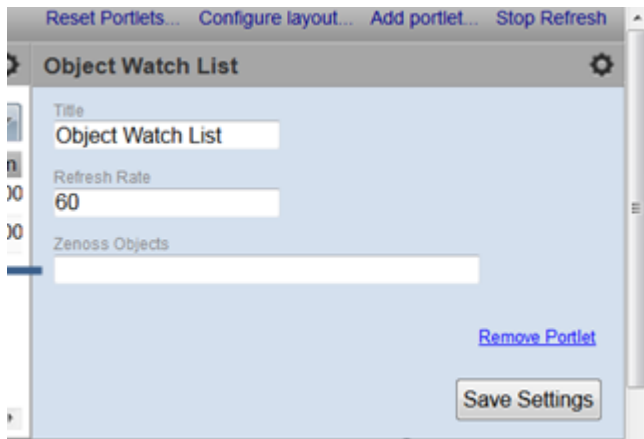 Reset Portlets... Configure layout... Add portlet... Stop Refresh
Object Watch List
Title
Object Watch List
Refresh Rate
60
Zenoss Objects
Remove Portlet
Save Settings